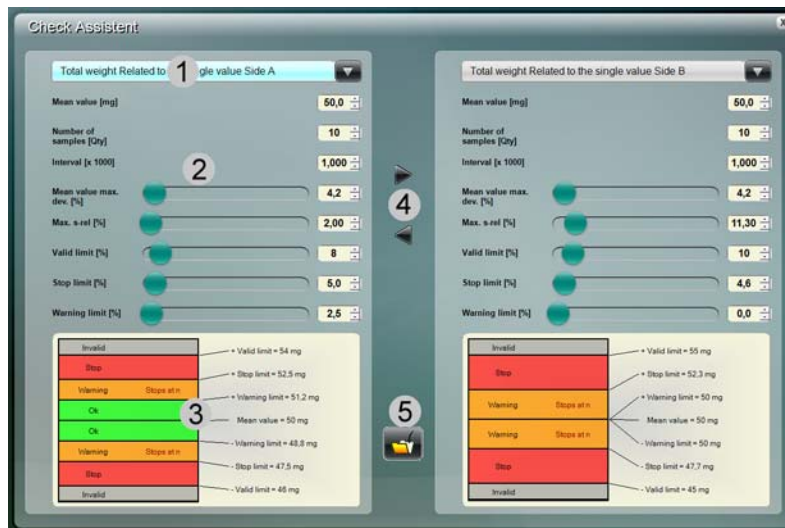 Check Assistent
X
Total weight Related to 1 gle value Side A
Mean value [mg] 50,0
Number of
samples [Qty] 10
Interval [x 1000] 1,000
2
Mean value max.
dev. [%] 4,2
Max. s-rel [%] 2,00
Valid limit [%] 8
Stop limit [%] 5,0
Warning limit [%] 2,5
Invalid
Stop
Warning Stops at n
Ok
3
Ok
Warning Stops at n
Stop
Invalid
+ Valid limit = 54 mg
+ Stop limit = 52,5 mg
+ Warning limit = 51,2 mg
Mean value = 50 mg
- Warning limit = 48,8 mg
- Stop limit = 47,5 mg
- Valid limit = 46 mg
4
5
Total weight Related to the single value Side B
Mean value [mg] 50,0
Number of
samples [Qty] 10
Interval [x 1000] 1,000
Mean value max.
dev. [%] 4,2
Max. s-rel [%] 11,30
Valid limit [%] 10
Stop limit [%] 4,6
Warning limit [%] 0,0
Invalid
Stop
Warning Stops at n
Warning Stops at n
Stop
Invalid
+ Valid limit = 55 mg
+ Stop limit = 52,3 mg
+ Warning limit = 50 mg
Mean value = 50 mg
- Warning limit = 50 mg
- Stop limit = 47,7 mg
- Valid limit = 45 mg